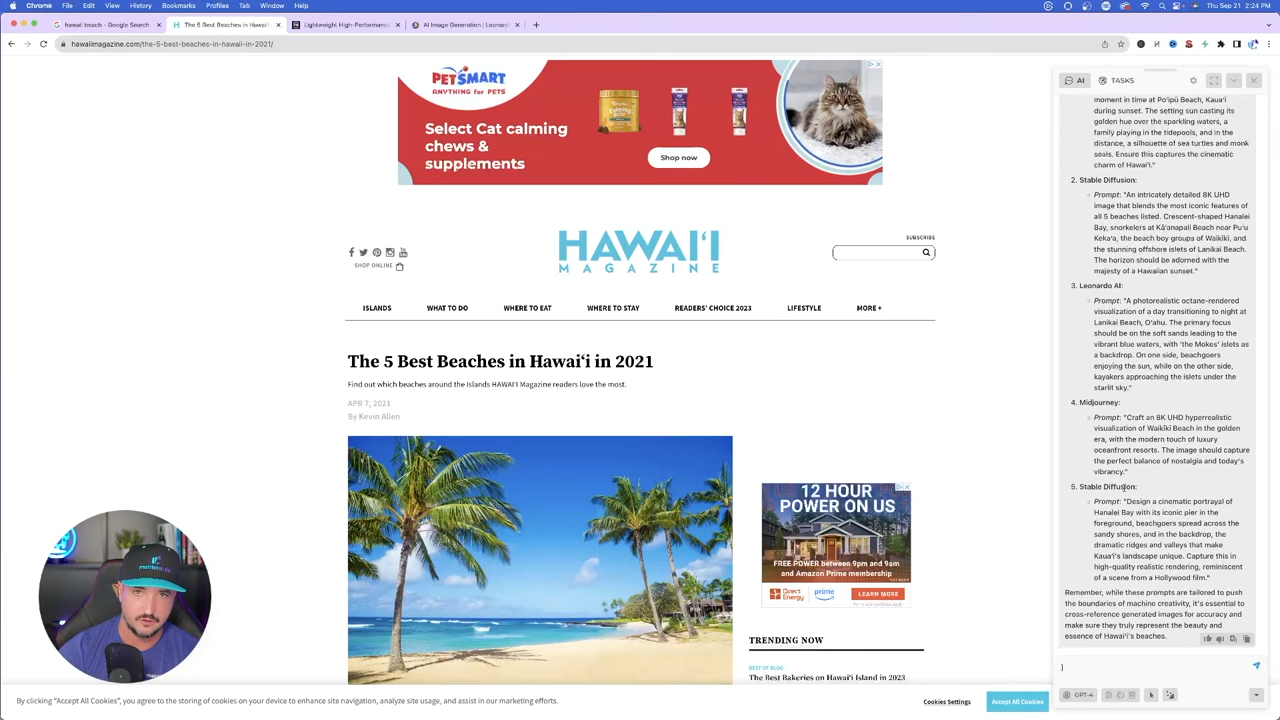 Chrome File Edit View History Bookmarks Profiles Tab Window Help
Thu Sep 21 2:24 PM
hawaii beach - Google Search
The 5 Best Beaches in Hawai'i
Lightweight High-Performance
AI Image Generation | Leonard
hawaiimagazine.com/the-5-best-beaches-in-hawaii-in-2021/
PETSMART
ANYTHING for PETS
Select Cat calming
chews &
supplements
Shop now
SUBSCRIBE
SHOP ONLINE
HAWAI'I
MAGAZINE
ISLANDS WHAT TO DO WHERE TO EAT WHERE TO STAY READERS' CHOICE 2023 LIFESTYLE MORE +
The 5 Best Beaches in Hawai‘i in 2021
Find out which beaches around the Islands HAWAI‘I Magazine readers love the most.
APR 7, 2021
By Kevin Allen
12 HOUR
POWER ON US
FREE POWER between 9pm and 9am
and Amazon Prime membership
Direct Energy
prime
LEARN MORE
TRENDING NOW
BEST OF BLOG
The Best Bakeries on Hawai‘i Island in 2023
By clicking “Accept All Cookies”, you agree to the storing of cookies on your device to enhance site navigation, analyze site usage, and assist in our marketing efforts.
Cookies Settings
Accept All Cookies
AI TASKS
moment in time at Po'ipū Beach, Kaua'i
during sunset. The setting sun casting its
golden hue over the sparkling waters, a
family playing in the tidepools, and in the
distance, a silhouette of sea turtles and monk
seals. Ensure this captures the cinematic
charm of Hawai'i."
2. Stable Diffusion:
Prompt: "An intricately detailed 8K UHD
image that blends the most iconic features of
all 5 beaches listed. Crescent-shaped Hanalei
Bay, snorkelers at Kā'anapali Beach near Pu'u
Keka'a, the beach boy groups of Waikīkī, and
the stunning offshore islets of Lanikai Beach.
The horizon should be adorned with the
majesty of a Hawaiian sunset."
3. Leonardo AI:
Prompt: "A photorealistic octane-rendered
visualization of a day transitioning to night at
Lanikai Beach, O'ahu. The primary focus
should be on the soft sands leading to the
vibrant blue waters, with 'the Mokes' islets as
a backdrop. On one side, beachgoers
enjoying the sun, while on the other side,
kayakers approaching the islets under the
starlit sky."
4. Midjourney:
Prompt: "Craft an 8K UHD hyperrealistic
visualization of Waikīkī Beach in the golden
era, with the modern touch of luxury
oceanfront resorts. The image should capture
the perfect balance of nostalgia and today's
vibrancy."
5. Stable Diffusion:
Prompt: "Design a cinematic portrayal of
Hanalei Bay with its iconic pier in the
foreground, beachgoers spread across the
sandy shores, and in the backdrop, the
dramatic ridges and valleys that make
Kaua'i's landscape unique. Capture this in
high-quality realistic rendering, reminiscent
of a scene from a Hollywood film."
Remember, while these prompts are tailored to push
the boundaries of machine creativity, it's essential to
cross-reference generated images for accuracy and
make sure they truly represent the beauty and
essence of Hawai'i's beaches.
GPT-4